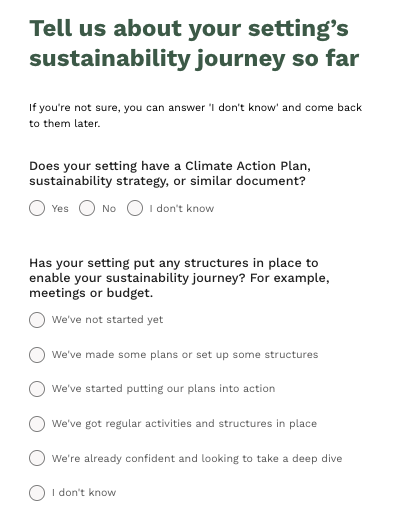 Tell us about your setting’s
sustainability journey so far
If you're not sure, you can answer 'I don't know' and come back
to them later.
Does your setting have a Climate Action Plan,
sustainability strategy, or similar document?
Yes No I don't know
Has your setting put any structures in place to
enable your sustainability journey? For example,
meetings or budget.
We've not started yet
We've made some plans or set up some structures
We've started putting our plans into action
We've got regular activities and structures in place
We're already confident and looking to take a deep dive
I don't know